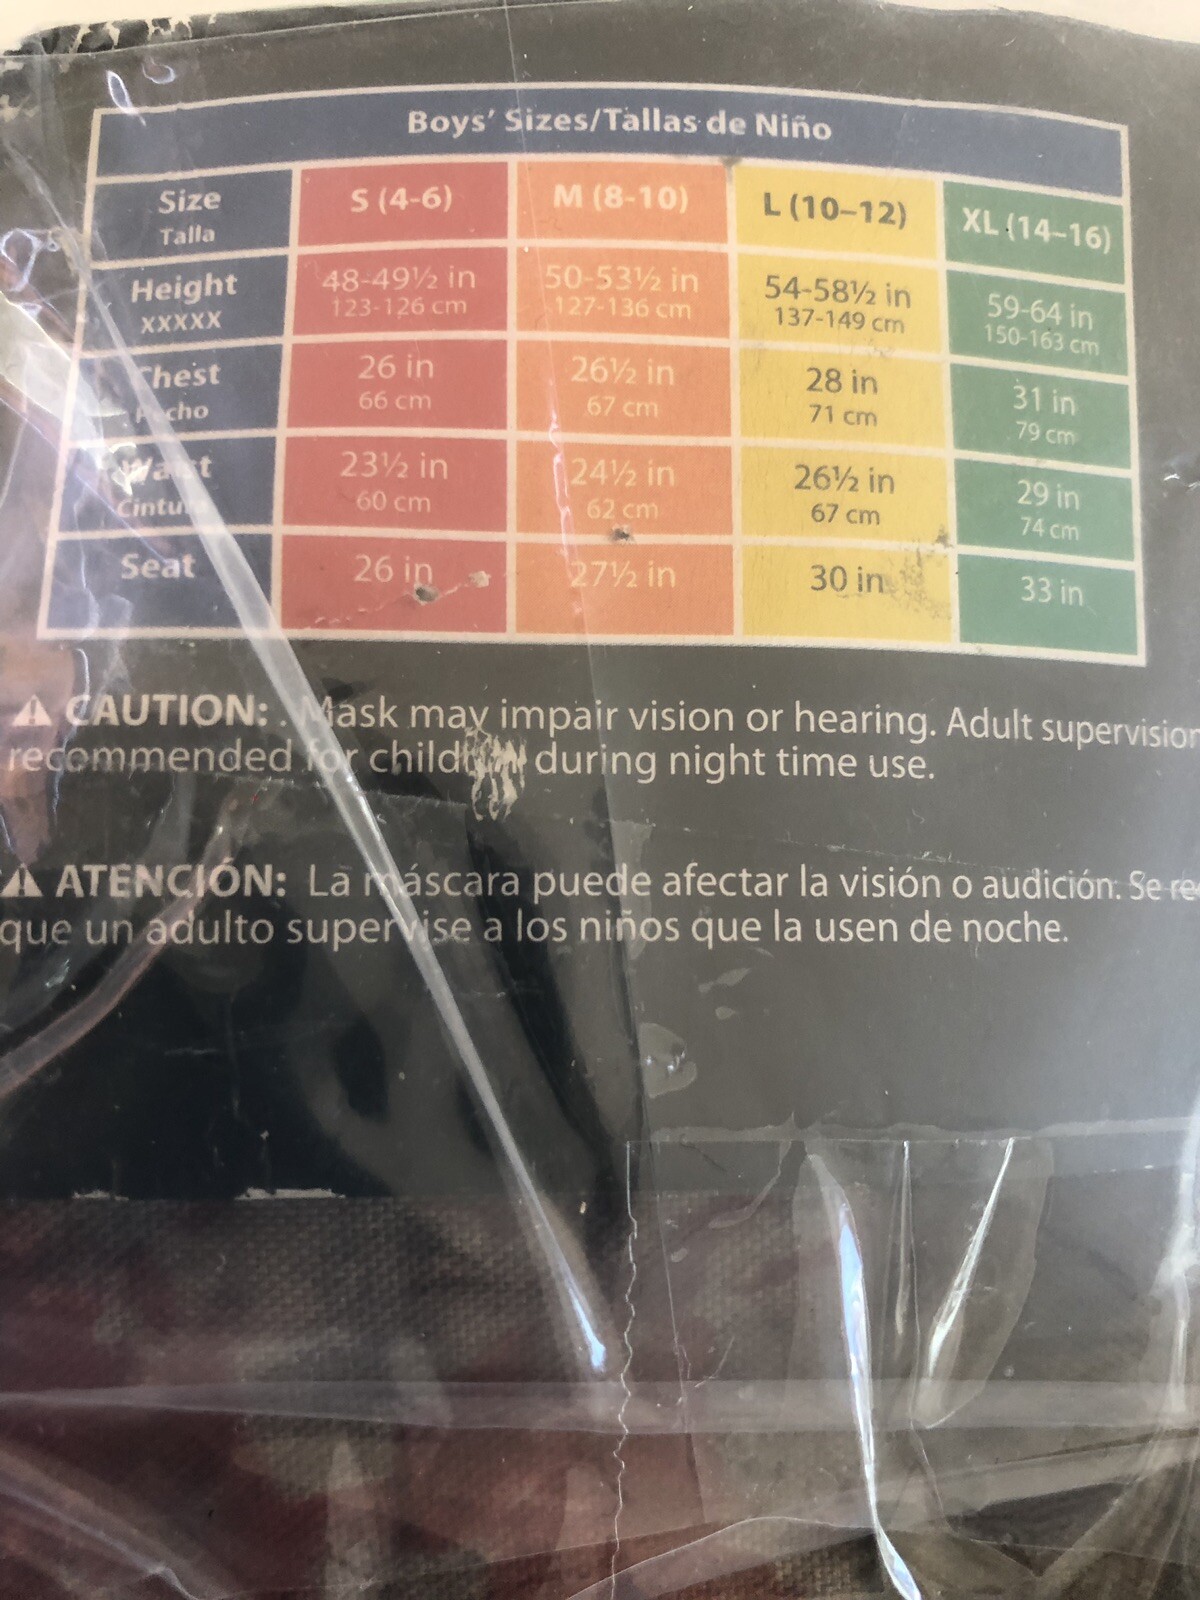 Boys' Sizes/Tallas de Niño
Size S (4-6) M (8-10) L (10–12) XL (14–16)
Talla
Height 48-49½ in 50-53½ in 54-58½ in 59-64 in
XXXXX 123-126 cm 127-136 cm 137-149 cm 150-163 cm
Chest 26 in 26½ in 28 in 31 in
Pecho 66 cm 67 cm 71 cm 79 cm
Waist 23½ in 24½ in 26½ in 29 in
Cintura 60 cm 62 cm 67 cm 74 cm
Seat 26 in 27½ in 30 in 33 in
⚠ CAUTION: . Mask may impair vision or hearing. Adult supervision
recommended for children during night time use.
⚠ ATENCIÓN: La máscara puede afectar la visión o audición. Se re
que un adulto supervise a los niños que la usen de noche.